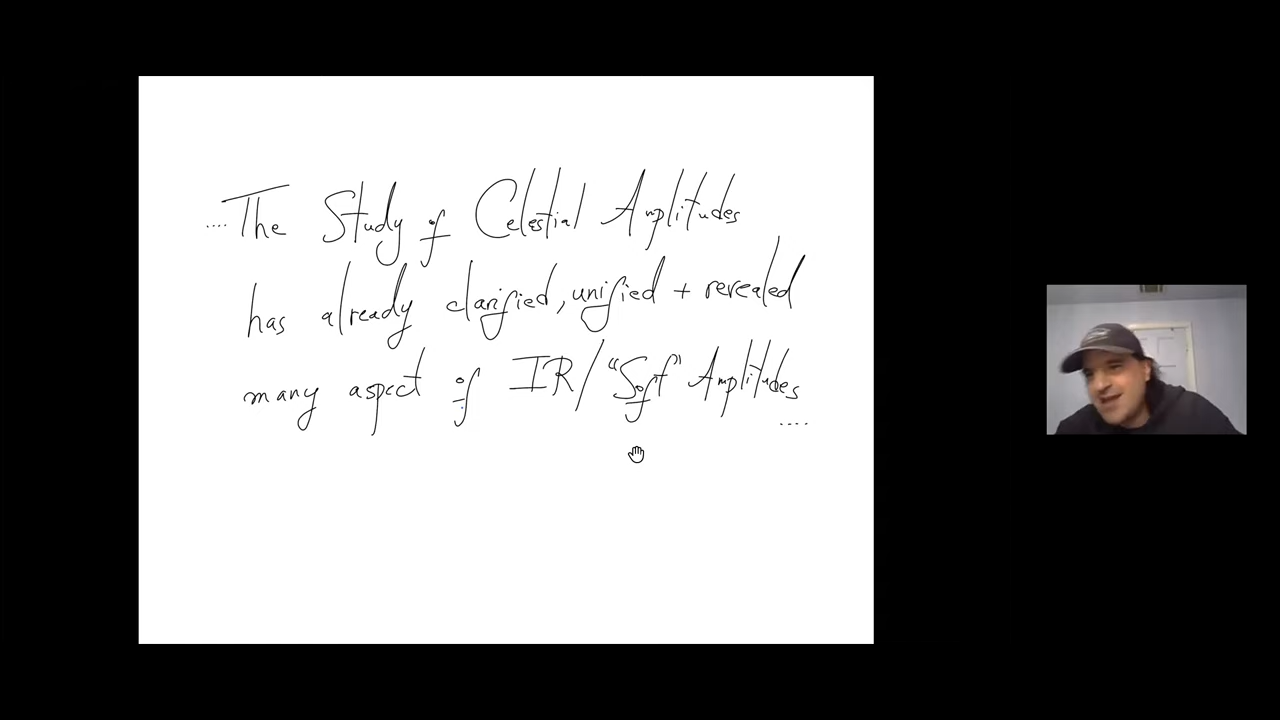 ....The Study of Celestial Amplitudes
has already clarified, unified + revealed
many aspect of IR/"Soft" Amplitudes
....